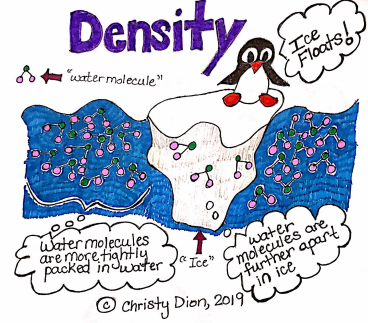 Density
Ice
Floats!
"water molecule"
water molecules
are more tightly
packed in water
"Ice"
water
molecules are
further apart
in ice
© Christy Dion, 2019